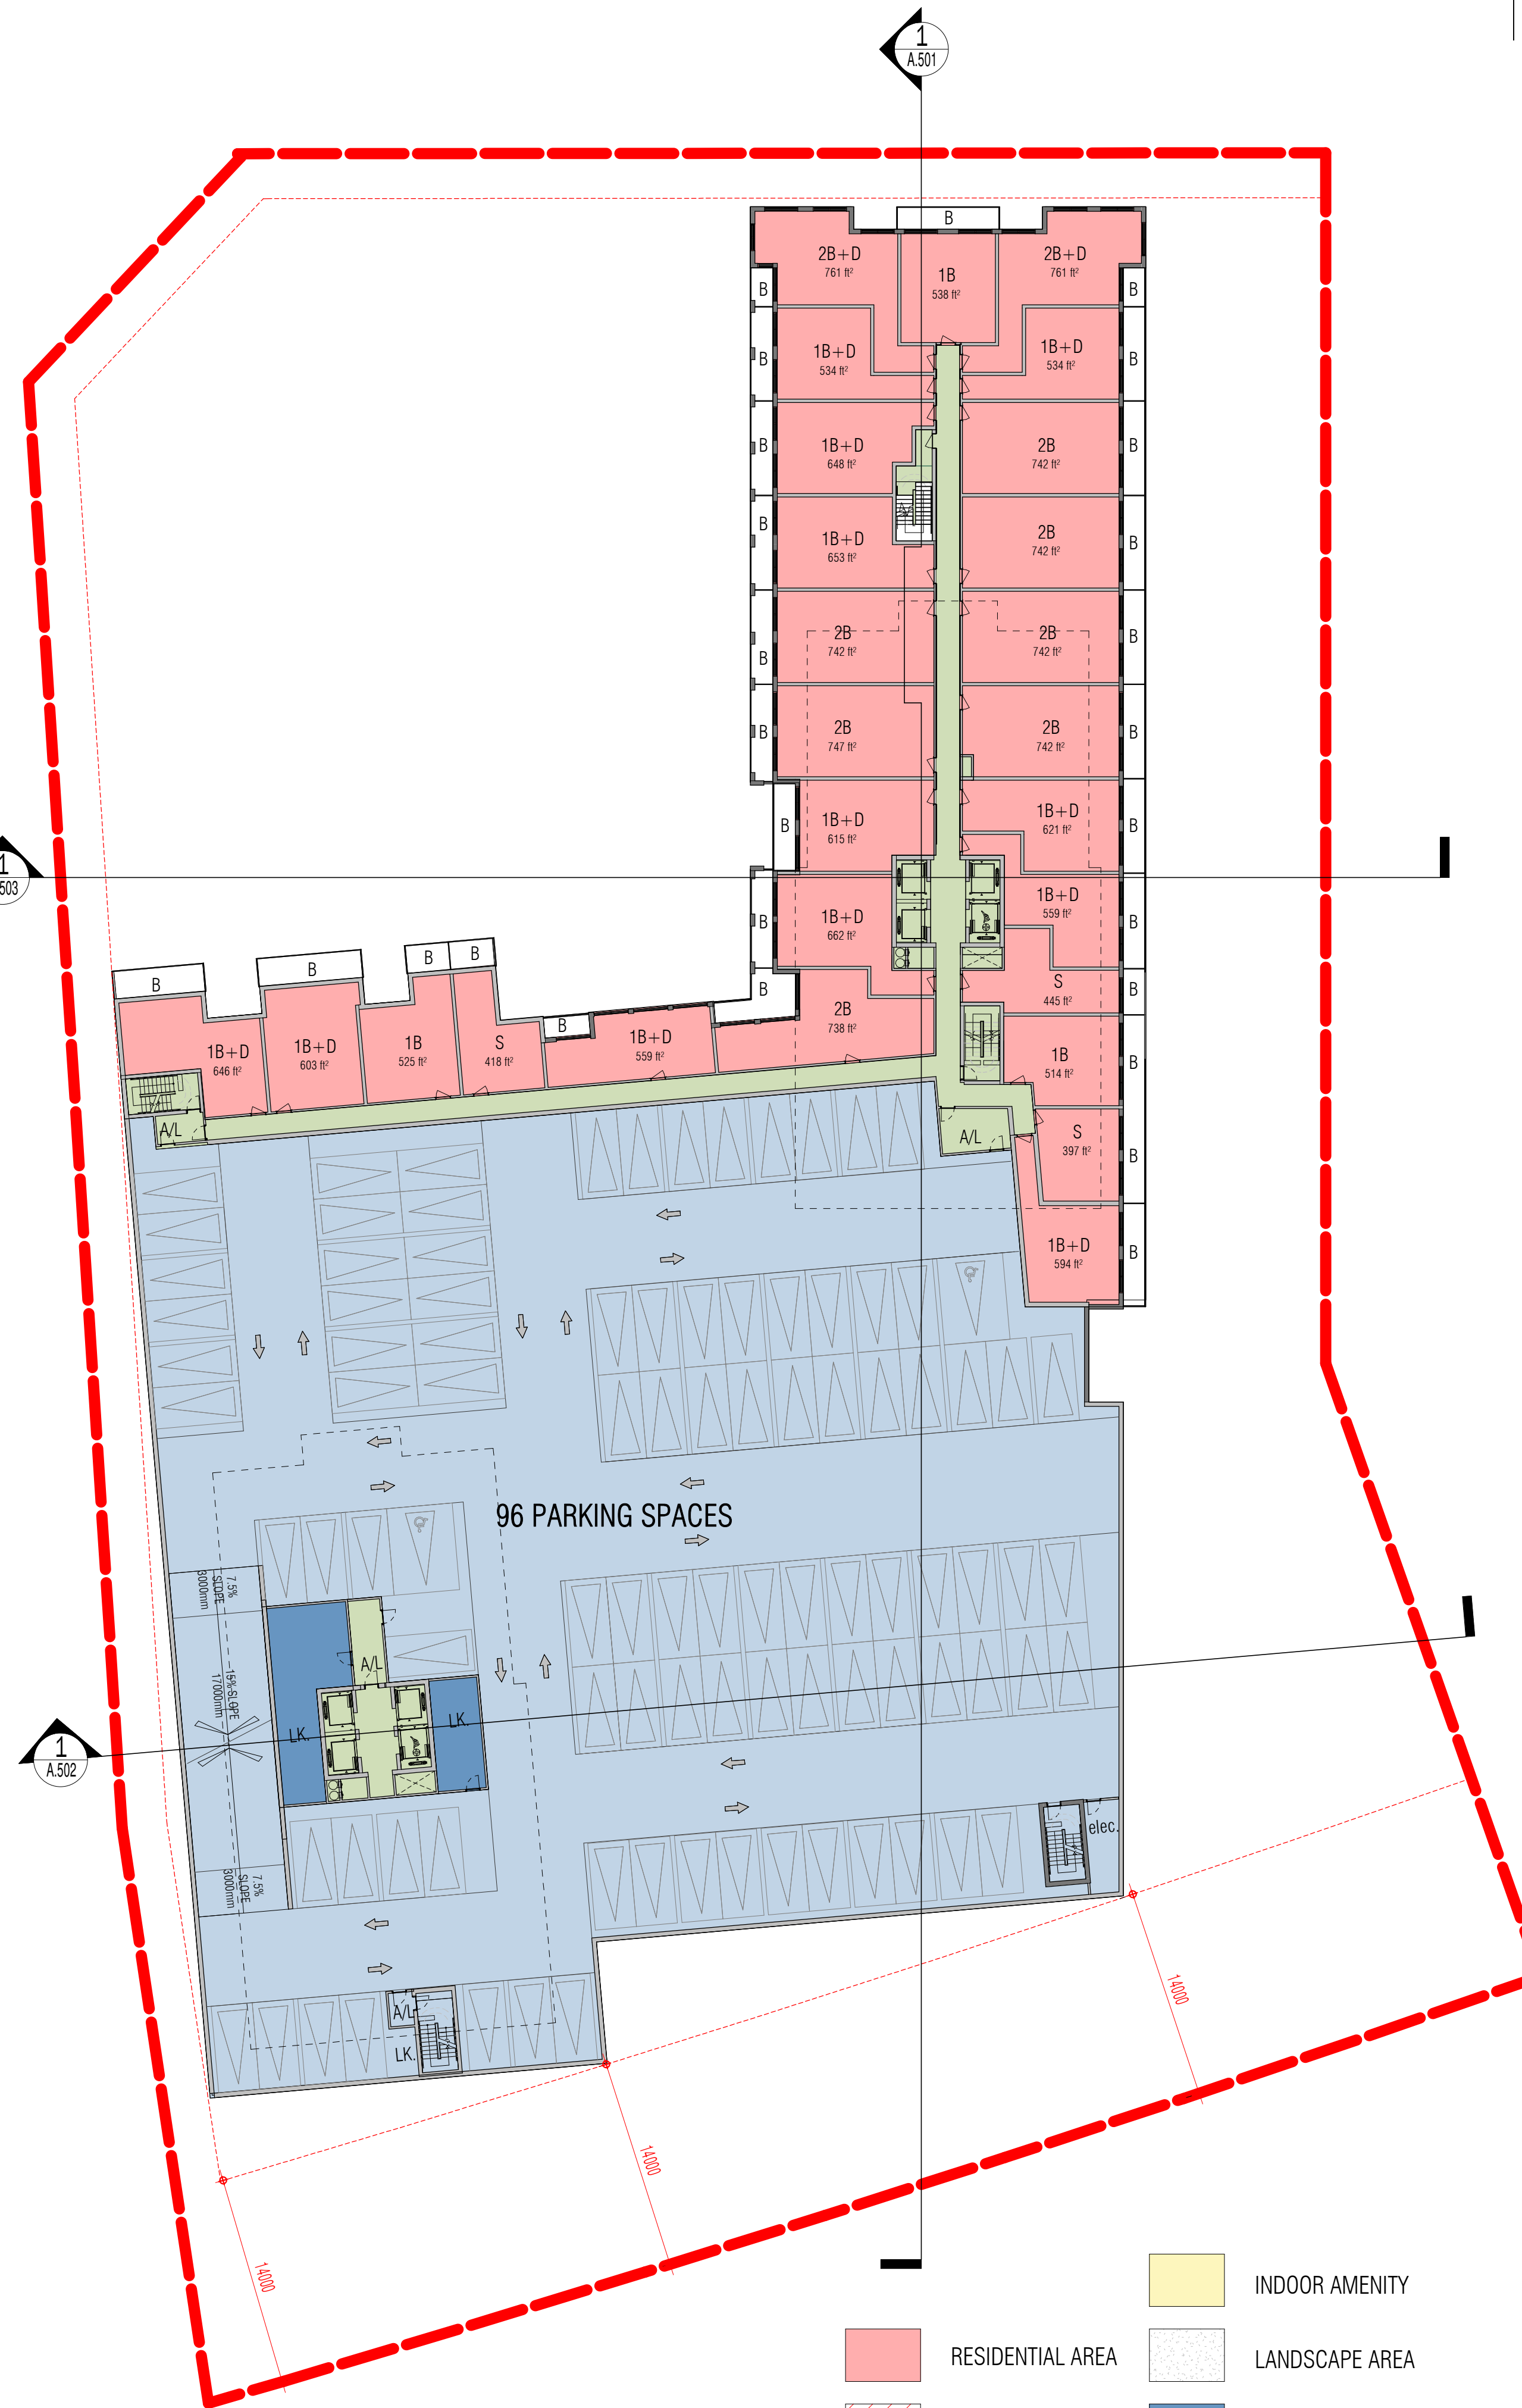 1
A.501
B
2B+D
761 ft²
1B
538 ft²
2B+D
761 ft²
B
B
1B+D
534 ft²
1B+D
534 ft²
B
B
1B+D
648 ft²
2B
742 ft²
B
B
B
1B+D
653 ft²
2B
742 ft²
B
2B
742 ft²
2B
742 ft²
B
B
2B
747 ft²
2B
742 ft²
B
B
B
1B+D
615 ft²
1B+D
621 ft²
B
1
503
B
1B+D
662 ft²
1B+D
559 ft²
B
B
B
B
B
B
B
S
445 ft²
B
2B
738 ft²
B
1B+D
646 ft²
1B+D
603 ft²
1B
525 ft²
S
418 ft²
1B+D
559 ft²
1B
514 ft²
B
A/L
A/L
S
397 ft²
B
1B+D
594 ft²
B
96 PARKING SPACES
7.5%
SLOPE
3000mm
15% SLOPE
17000mm
A/L
LK.
LK.
1
A.502
7.5%
SLOPE
3000mm
elec.
A/L
LK.
14000
14000
14000
INDOOR AMENITY
RESIDENTIAL AREA
LANDSCAPE AREA